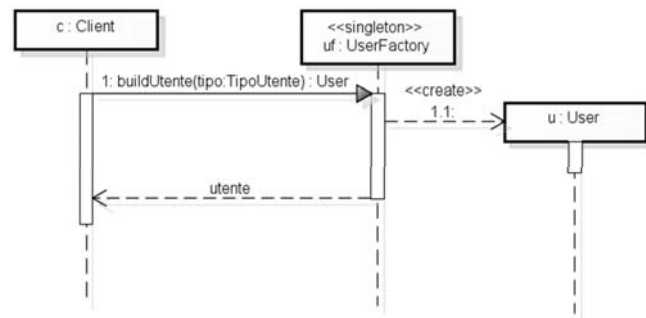 c : Client
<<singleton>>
uf : UserFactory
1: buildUtente(tipo:TipoUtente) : User
<<create>>
1.1:
u : User
utente